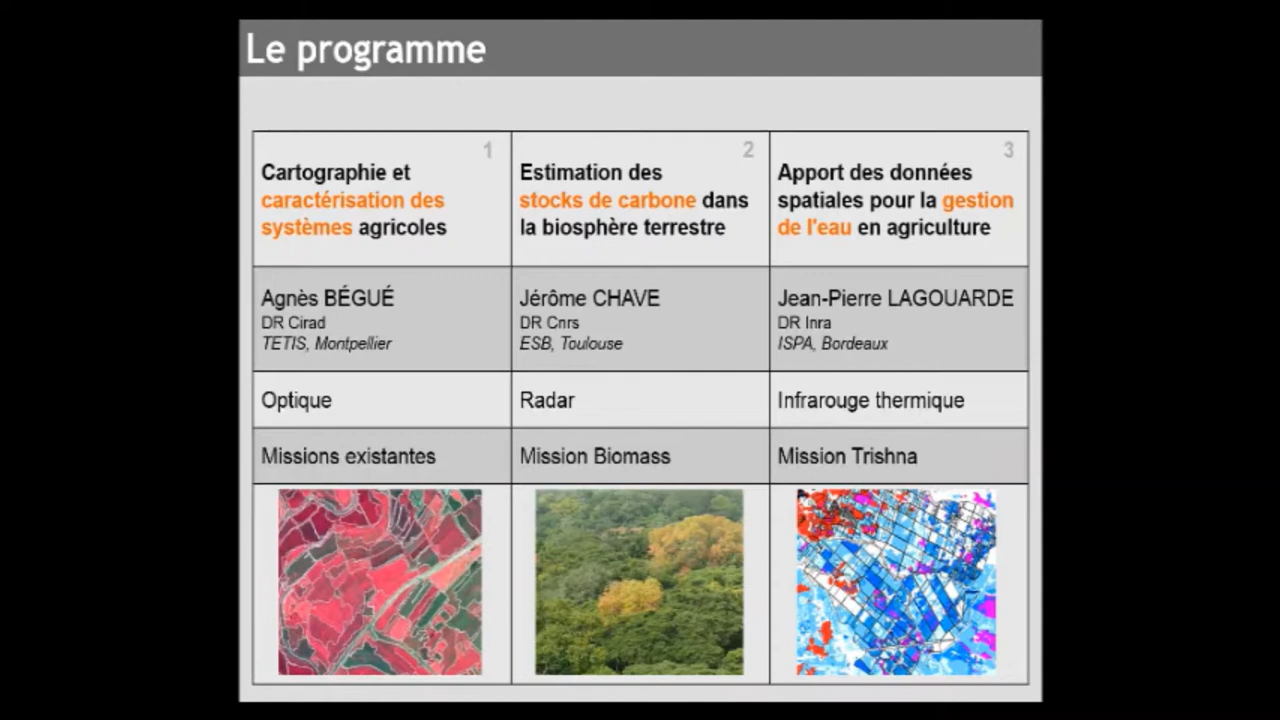 Le programme
1
Cartographie et
caractérisation des
systèmes agricoles
2
Estimation des
stocks de carbone dans
la biosphère terrestre
3
Apport des données
spatiales pour la gestion
de l'eau en agriculture
Agnès BÉGUÉ
DR Cirad
TETIS, Montpellier
Jérôme CHAVE
DR Cnrs
ESB, Toulouse
Jean-Pierre LAGOUARDE
DR Inra
ISPA, Bordeaux
Optique
Radar
Infrarouge thermique
Missions existantes
Mission Biomass
Mission Trishna